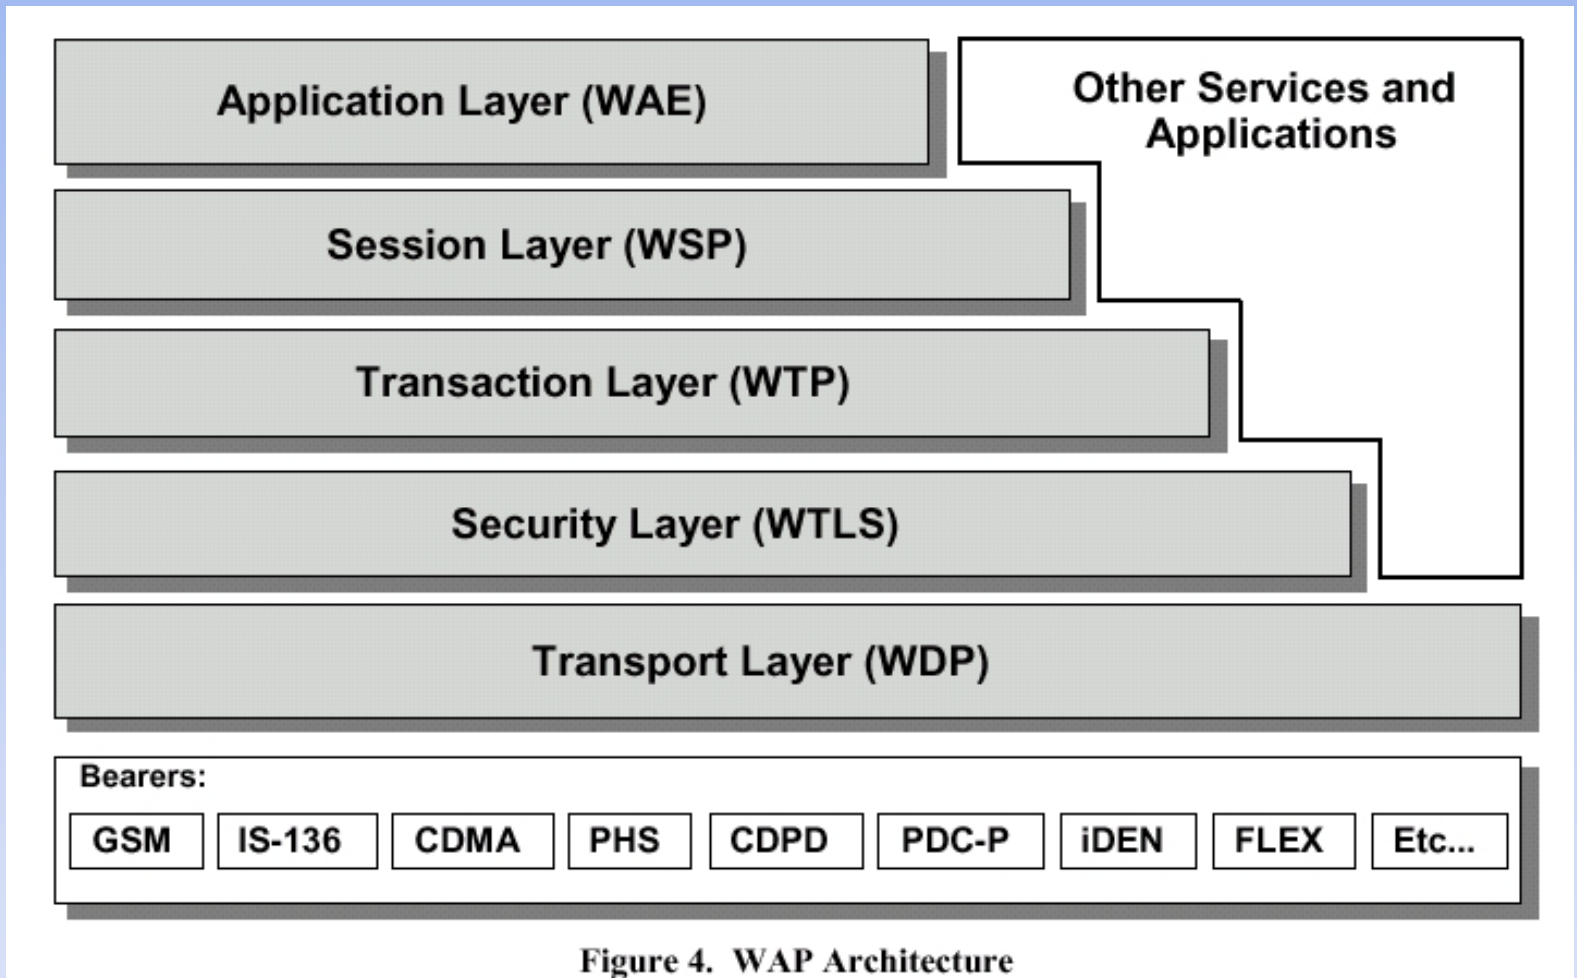 Application Layer (WAE)
Other Services and
Applications
Session Layer (WSP)
Transaction Layer (WTP)
Security Layer (WTLS)
Transport Layer (WDP)
Bearers:
GSM IS-136 CDMA PHS CDPD PDC-P iDEN FLEX Etc...
Figure 4. WAP Architecture